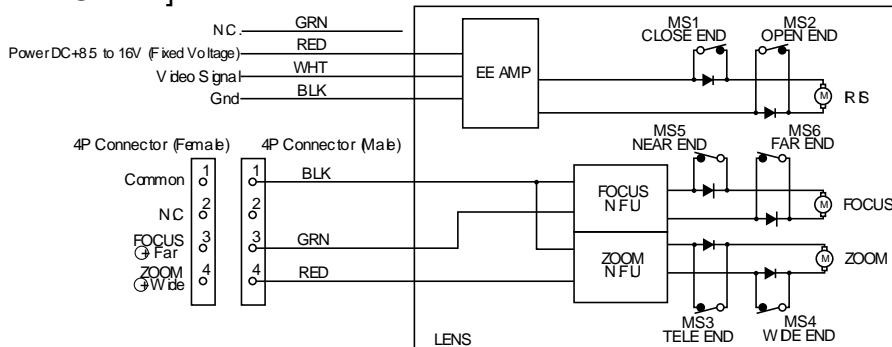 NC. GRN
Power DC+8.5 to 16V (Fixed Voltage) RED
Video Signal WHT
Gnd BLK
EE AMP
MS1
CLOSE END
MS2
OPEN END
M
IRIS
4P Connector (Female)
4P Connector (Male)
Common 1 1 BLK
NC 2 2
FOCUS
+ Far 3 3 GRN
ZOOM
+ Wide 4 4 RED
FOCUS
NFU
ZOOM
NFU
MS5
NEAR END
MS6
FAR END
M
FOCUS
M
ZOOM
MS3
TELE END
MS4
WIDE END
LENS